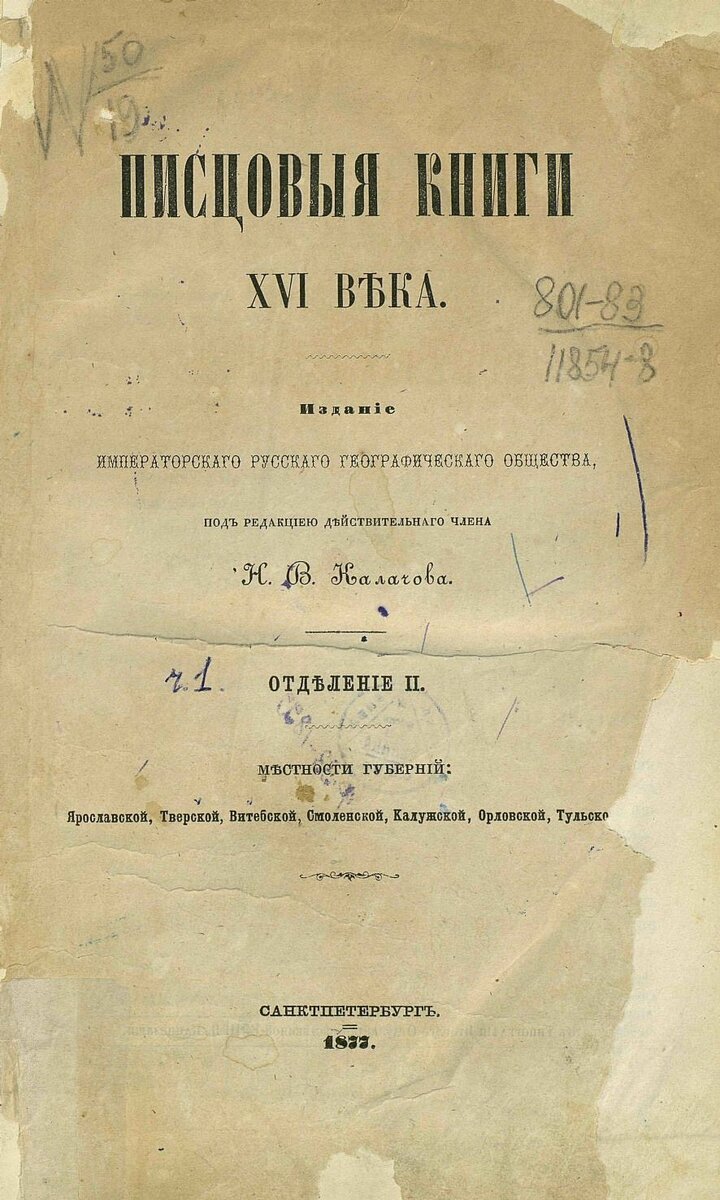 N 50
19
ПИСЦОВЫЯ КНИГИ
XVI ВѢКА.
801-83
11854-8
Изданіе
ИМПЕРАТОРСКАГО РУССКАГО ГЕОГРАФИЧЕСКАГО ОБЩЕСТВА,
ПОДЪ РЕДАКЦІЕЮ ДѢЙСТВИТЕЛЬНАГО ЧЛЕНА
Н. В. Калачова.
ч.1.
ОТДѢЛЕНІЕ II.
МѢСТНОСТИ ГУБЕРНІЙ:
Ярославской, Тверской, Витебской, Смоленской, Калужской, Орловской, Тульско
САНКТПЕТЕРБУРГЪ.
1877.